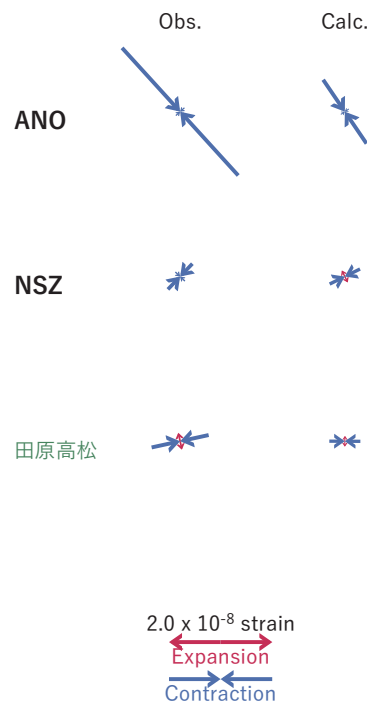 Obs. Calc.
ANO
NSZ
田原高松
2.0 x 10⁻⁸ strain
Expansion
Contraction